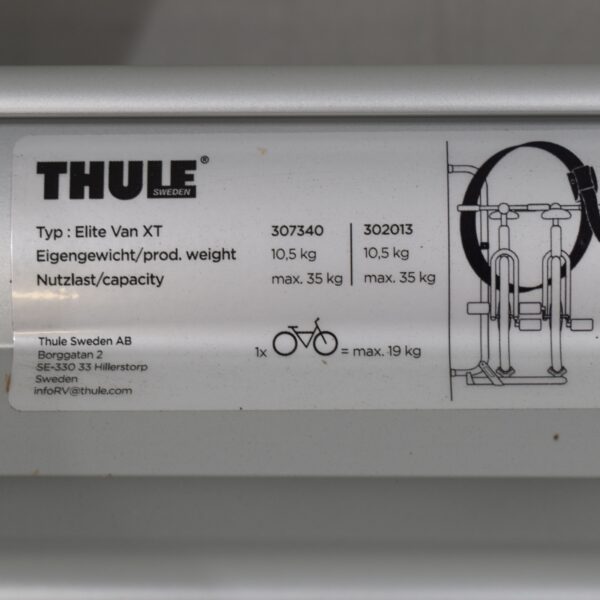 THULE®
SWEDEN
Typ : Elite Van XT 307340 302013
Eigengewicht/prod. weight 10,5 kg 10,5 kg
Nutzlast/capacity max. 35 kg max. 35 kg
Thule Sweden AB
Borggatan 2
SE-330 33 Hillerstorp
Sweden
infoRV@thule.com
1x = max. 19 kg